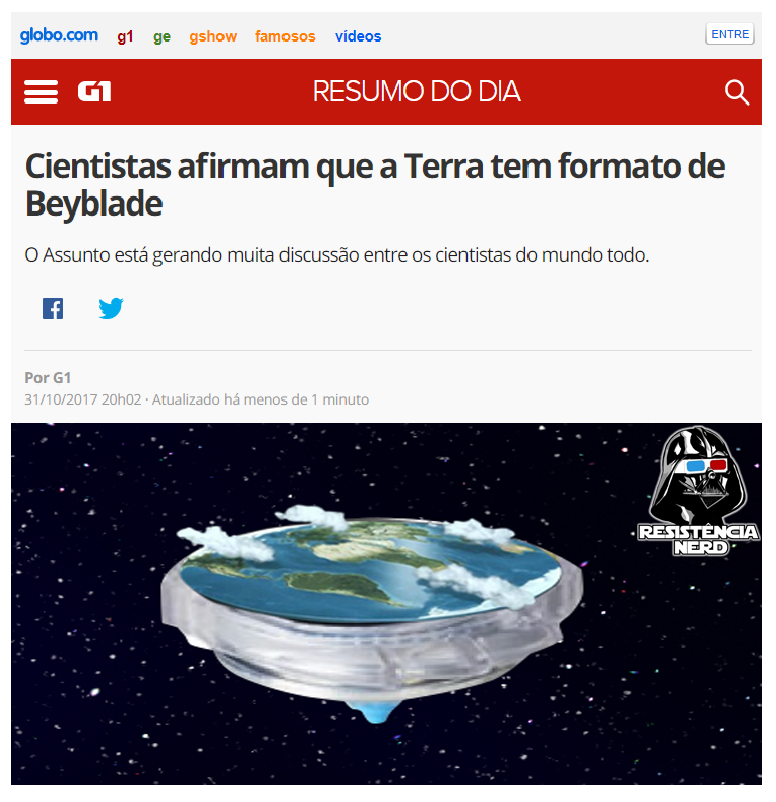 globo.com g1 ge gshow famosos vídeos ENTRE
G1 RESUMO DO DIA
Cientistas afirmam que a Terra tem formato de
Beyblade
O Assunto está gerando muita discussão entre os cientistas do mundo todo.
Por G1
31/10/2017 20h02 · Atualizado há menos de 1 minuto
RESISTÊNCIA
NERD